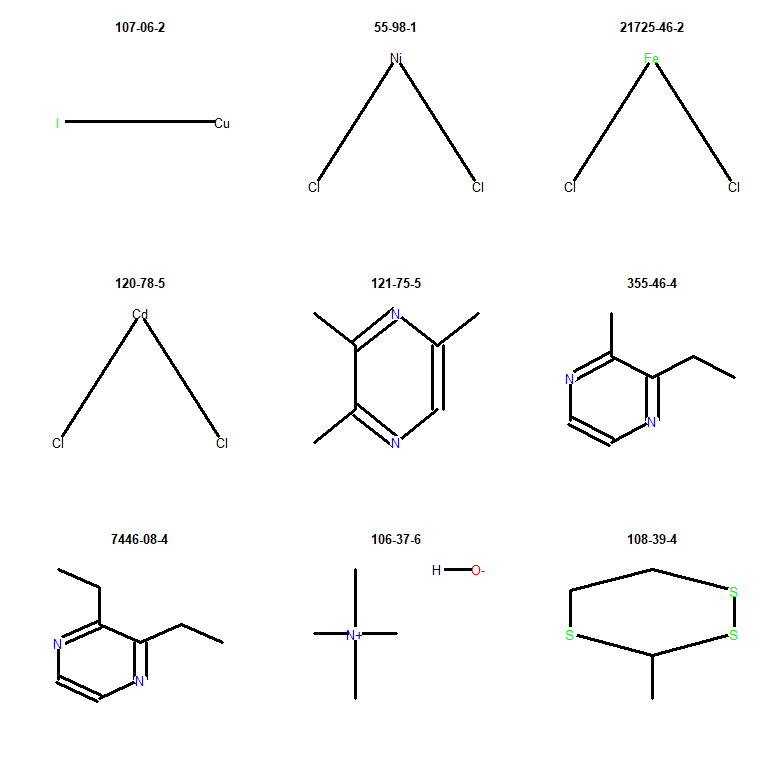 107-06-2
55-98-1
21725-46-2
I Cu
Ni
Cl Cl
Fe
Cl Cl
120-78-5
121-75-5
355-46-4
Cd
Cl Cl
N
N
N
N
7446-08-4
106-37-6
108-39-4
N
N
N+
H O-
S
S
S